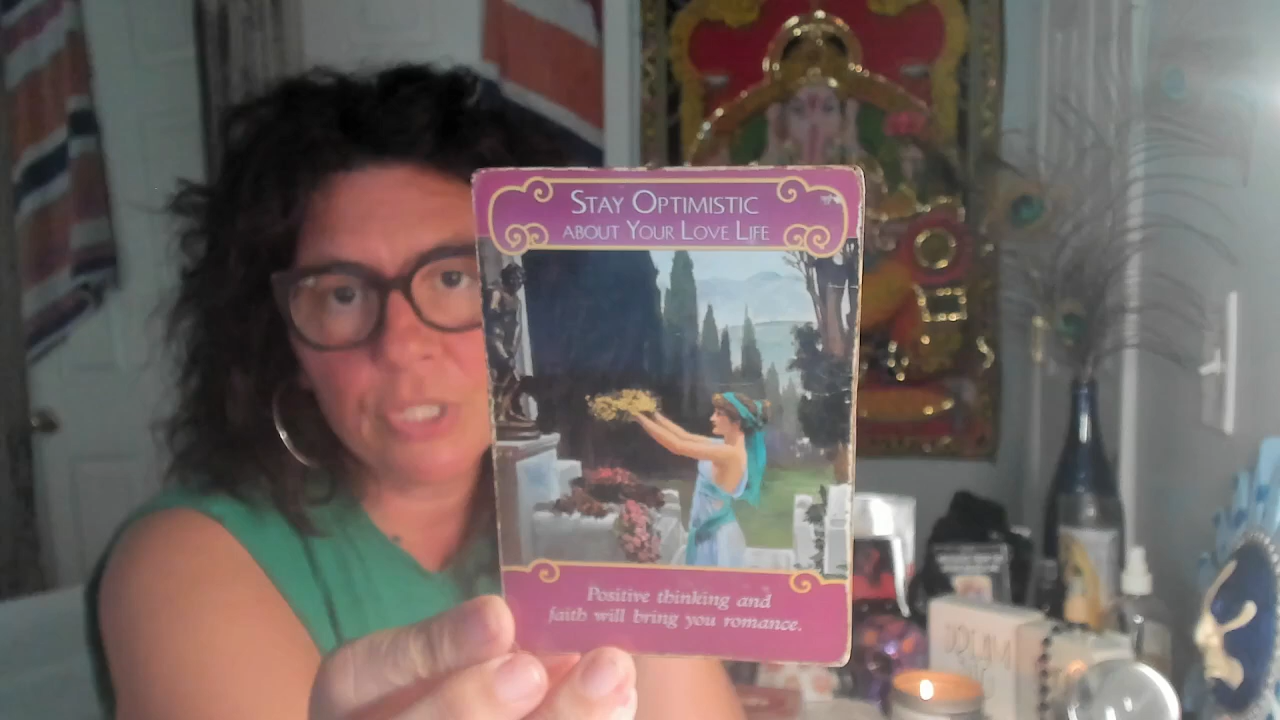 STAY OPTIMISTIC
ABOUT YOUR LOVE LIFE
Positive thinking and
faith will bring you romance.